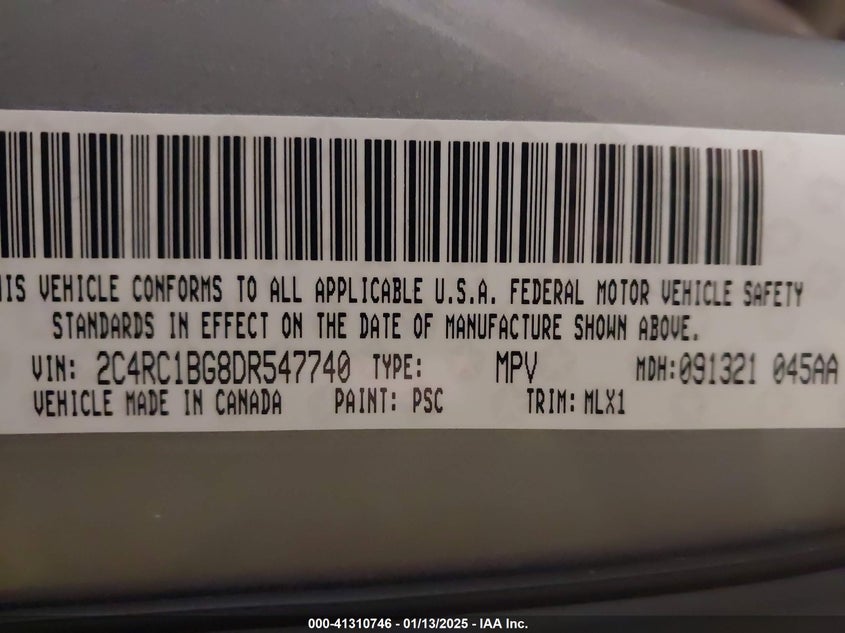 THIS VEHICLE CONFORMS TO ALL APPLICABLE U.S.A. FEDERAL MOTOR VEHICLE SAFETY
STANDARDS IN EFFECT ON THE DATE OF MANUFACTURE SHOWN ABOVE.
VIN: 2C4RC1BG8DR547740 TYPE: MPV MDH:091321 045AA
VEHICLE MADE IN CANADA PAINT: PSC TRIM: MLX1
000-41310746 - 01/13/2025 - IAA Inc.